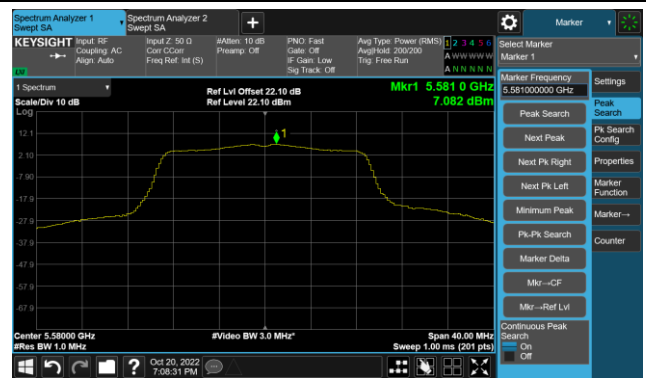 Spectrum Analyzer 1
Swept SA
Spectrum Analyzer 2
Swept SA
+
Marker
KEYSIGHT
Input: RF
Coupling: AC
Align: Auto
Input Z: 50 Ω
Corr CCorr
Freq Ref: Int (S)
#Atten: 10 dB
Preamp: Off
PNO: Fast
Gate: Off
IF Gain: Low
Sig Track: Off
Avg Type: Power (RMS)
Avg|Hold: 200/200
Trig: Free Run
1 2 3 4 5 6
A W W W W W
A N N N N N
LW
Select Marker
Marker 1
1 Spectrum
Scale/Div 10 dB
Ref Lvl Offset 22.10 dB
Ref Level 22.10 dBm
Mkr1 5.581 0 GHz
7.082 dBm
Log
12.1
2.10
-7.90
-17.9
-27.9
-37.9
-47.9
-57.9
-67.9
1
Center 5.58000 GHz
#Res BW 1.0 MHz
#Video BW 3.0 MHz*
Span 40.00 MHz
Sweep 1.00 ms (201 pts)
Marker Frequency
5.581000000 GHz
Peak Search
Next Peak
Next Pk Right
Next Pk Left
Minimum Peak
Pk-Pk Search
Marker Delta
Mkr→CF
Mkr→Ref Lvl
Continuous Peak
Search
On
Off
Settings
Peak
Search
Pk Search
Config
Properties
Marker
Function
Marker→
Counter
?
Oct 20, 2022
7:08:31 PM